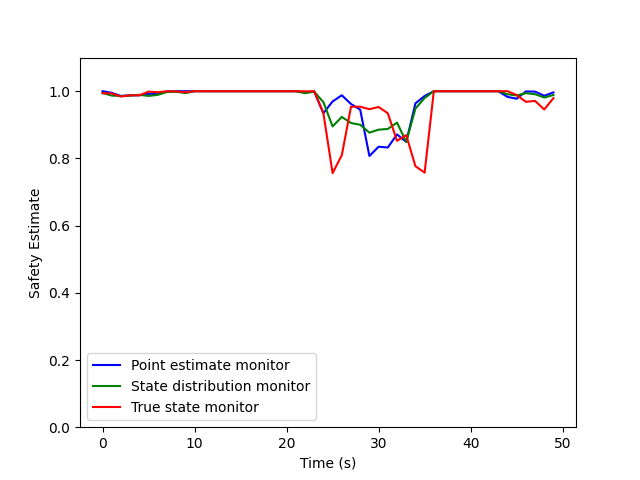 1.0
0.8
0.6
0.4
0.2
0.0
Safety Estimate
Point estimate monitor
State distribution monitor
True state monitor
0 10 20 30 40 50
Time (s)